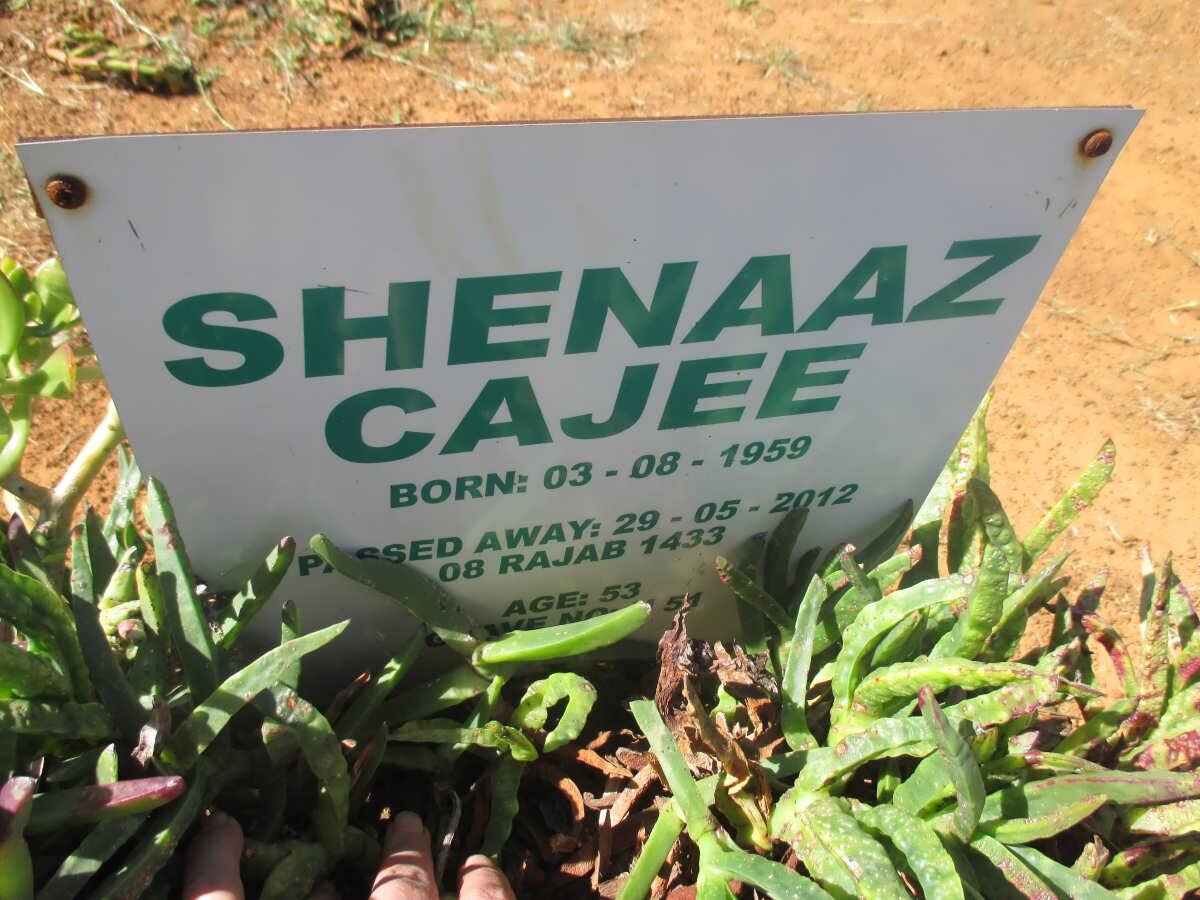 SHENAAZ
CAJEE
BORN: 03 - 08 - 1959
PASSED AWAY: 29 - 05 - 2012
08 RAJAB 1433
AGE: 53